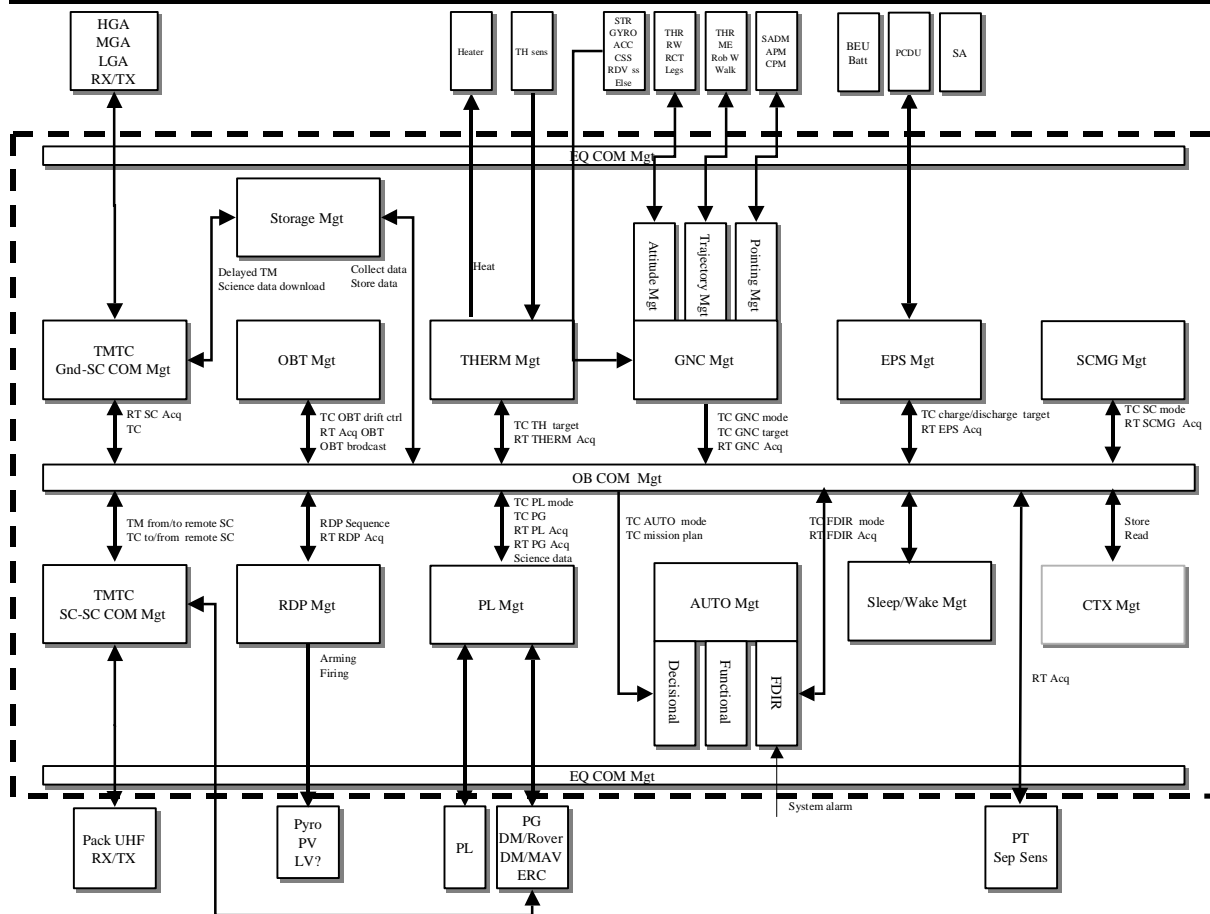 HGA
MGA
LGA
RX/TX
Heater
TH sens
STR
GYRO
ACC
CSS
RDV ss
Else
THR
RW
RCT
Legs
THR
ME
Rob W
Walk
SADM
APM
CPM
BEU
Batt
PCDU
SA
EQ COM Mgt
Storage Mgt
Delayed TM
Science data download
Collect data
Store data
Heat
Attitude Mgt
Trajectory Mgt
Pointing Mgt
TMTC
Gnd-SC COM Mgt
OBT Mgt
THERM Mgt
GNC Mgt
EPS Mgt
SCMG Mgt
RT SC Acq
TC
TC OBT drift ctrl
RT Acq OBT
OBT brodcast
TC TH target
RT THERM Acq
TC GNC mode
TC GNC target
RT GNC Acq
TC charge/discharge target
RT EPS Acq
TC SC mode
RT SCMG Acq
OB COM Mgt
TM from/to remote SC
TC to/from remote SC
RDP Sequence
RT RDP Acq
TC PL mode
TC PG
RT PL Acq
RT PG Acq
Science data
TC AUTO mode
TC mission plan
TC FDIR mode
RT FDIR Acq
Store
Read
TMTC
SC-SC COM Mgt
RDP Mgt
PL Mgt
AUTO Mgt
Sleep/Wake Mgt
CTX Mgt
Arming
Firing
Decisional
Functional
FDIR
RT Acq
EQ COM Mgt
System alarm
Pack UHF
RX/TX
Pyro
PV
LV?
PL
PG
DM/Rover
DM/MAV
ERC
PT
Sep Sens